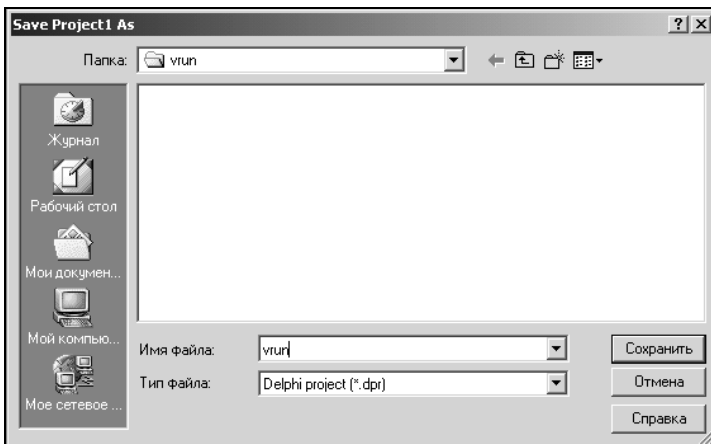 Save Project1 As
Папка: vrun
Журнал
Рабочий стол
Мои докумен...
Мой компью...
Мое сетевое ...
Имя файла: vrun
Сохранить
Тип файла: Delphi project (*.dpr)
Отмена
Справка